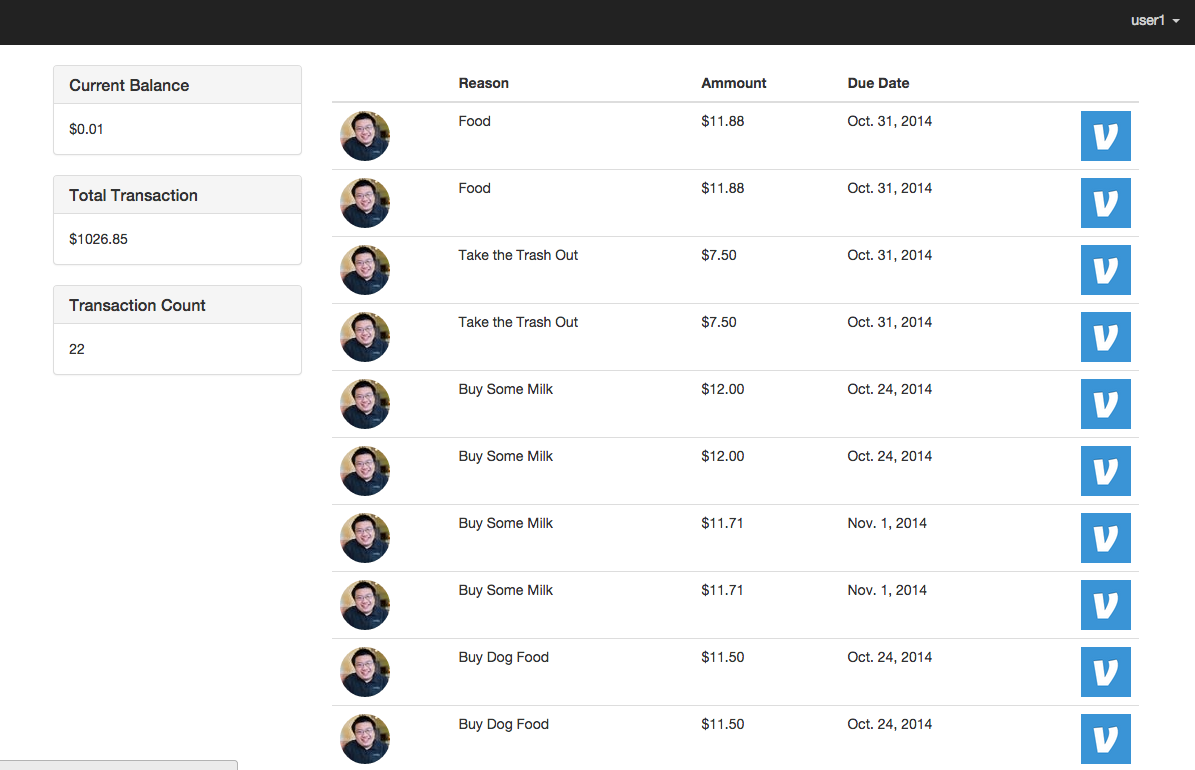 user1
Current Balance
$0.01
Total Transaction
$1026.85
Transaction Count
22
Reason Ammount Due Date
Food $11.88 Oct. 31, 2014
Food $11.88 Oct. 31, 2014
Take the Trash Out $7.50 Oct. 31, 2014
Take the Trash Out $7.50 Oct. 31, 2014
Buy Some Milk $12.00 Oct. 24, 2014
Buy Some Milk $12.00 Oct. 24, 2014
Buy Some Milk $11.71 Nov. 1, 2014
Buy Some Milk $11.71 Nov. 1, 2014
Buy Dog Food $11.50 Oct. 24, 2014
Buy Dog Food $11.50 Oct. 24, 2014